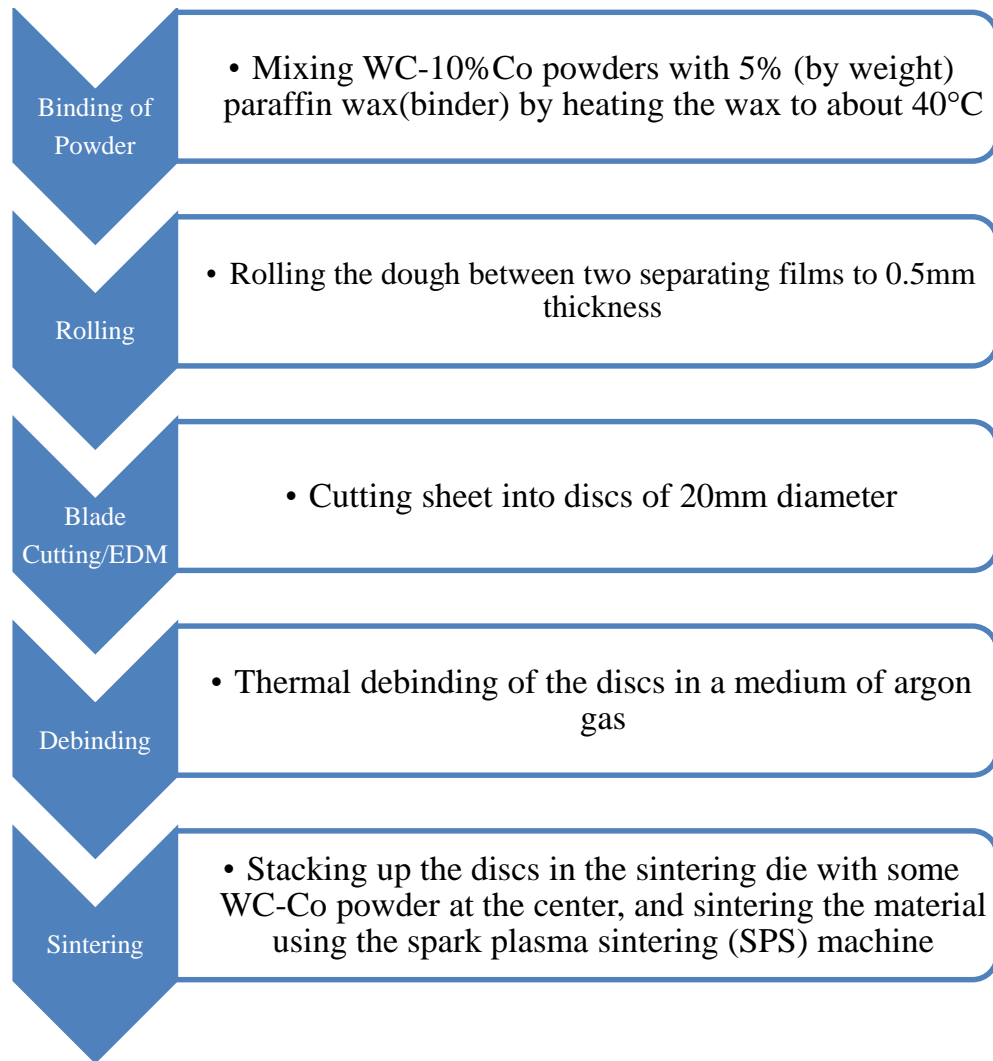 Binding of
Powder
• Mixing WC-10%Co powders with 5% (by weight)
paraffin wax(binder) by heating the wax to about 40°C
Rolling
• Rolling the dough between two separating films to 0.5mm
thickness
Blade
Cutting/EDM
• Cutting sheet into discs of 20mm diameter
Debinding
• Thermal debinding of the discs in a medium of argon
gas
Sintering
• Stacking up the discs in the sintering die with some
WC-Co powder at the center, and sintering the material
using the spark plasma sintering (SPS) machine